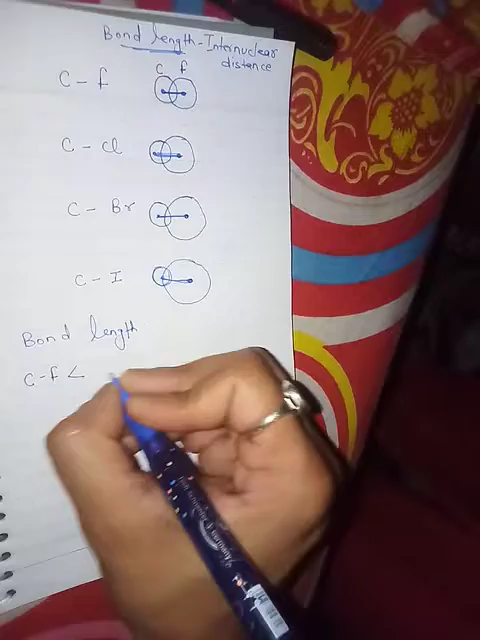 Bond length - Internuclear
distance
C f
C - f
C - Cl
C - Br
C - I
Bond length
C-f <